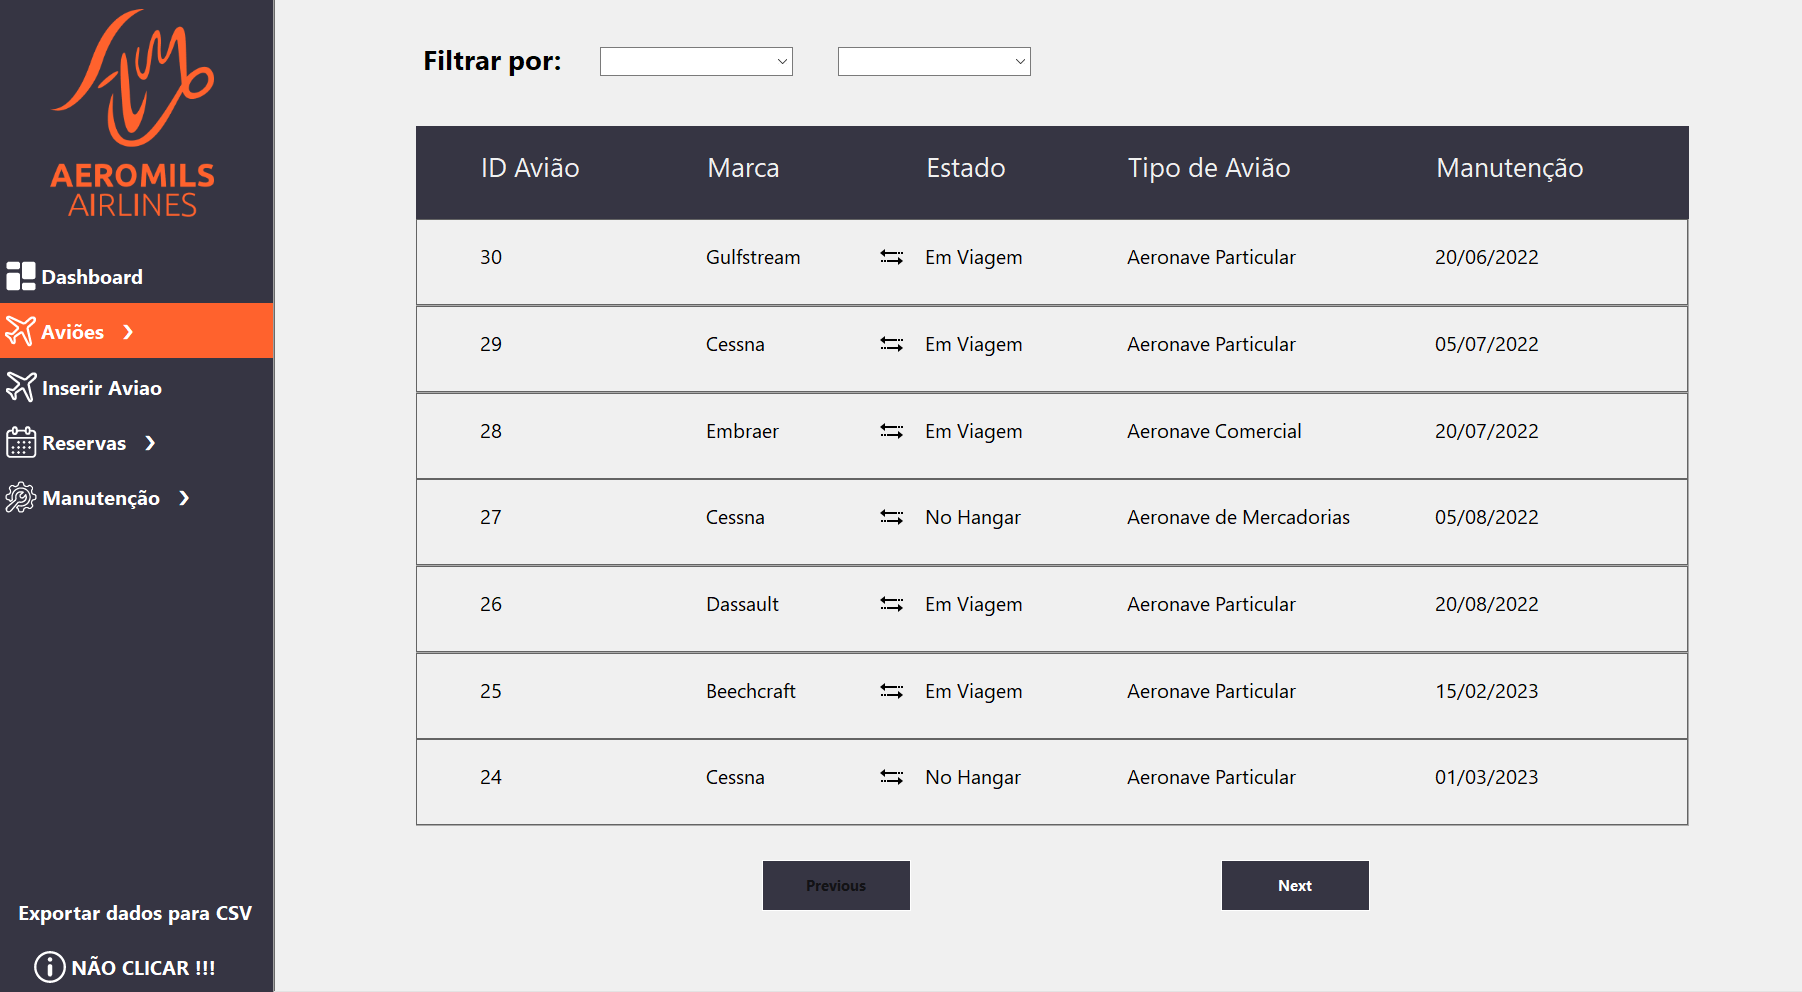 AEROMILS
AIRLINES
Dashboard
Aviões
Inserir Aviao
Reservas
Manutenção
Exportar dados para CSV
NÃO CLICAR !!!
Filtrar por:
ID Avião Marca Estado Tipo de Avião Manutenção
30 Gulfstream Em Viagem Aeronave Particular 20/06/2022
29 Cessna Em Viagem Aeronave Particular 05/07/2022
28 Embraer Em Viagem Aeronave Comercial 20/07/2022
27 Cessna No Hangar Aeronave de Mercadorias 05/08/2022
26 Dassault Em Viagem Aeronave Particular 20/08/2022
25 Beechcraft Em Viagem Aeronave Particular 15/02/2023
24 Cessna No Hangar Aeronave Particular 01/03/2023
Previous Next